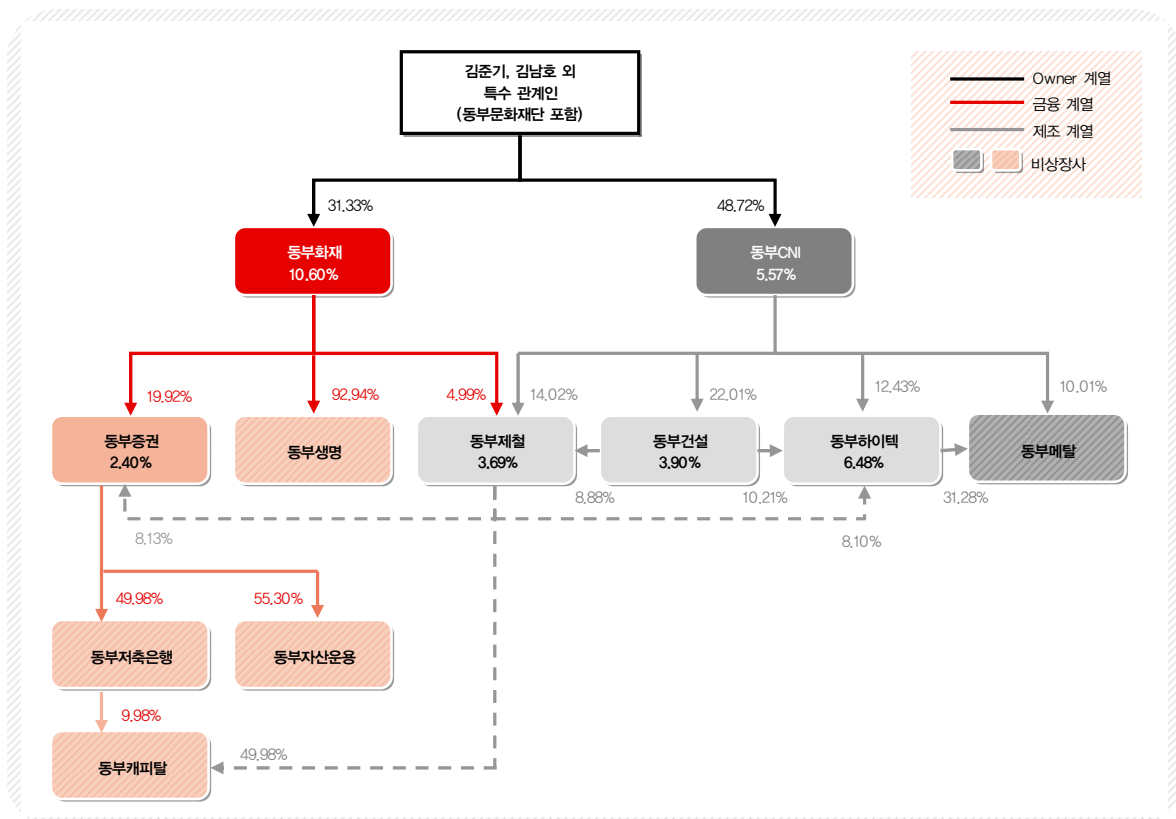 김준기, 김남호 외
특수 관계인
(동부문화재단 포함)
Owner 계열
금융 계열
제조 계열
비상장사
31.33%
48.72%
동부화재
10.60%
동부CNI
5.57%
19.92%
92.94%
4.99%
14.02%
22.01%
12.43%
10.01%
동부증권
2.40%
동부생명
동부제철
3.69%
동부건설
3.90%
동부하이텍
6.48%
동부메탈
8.88%
10.21%
31.28%
8.13%
8.10%
49.98%
55.30%
동부저축은행
동부자산운용
9.98%
49.98%
동부캐피탈